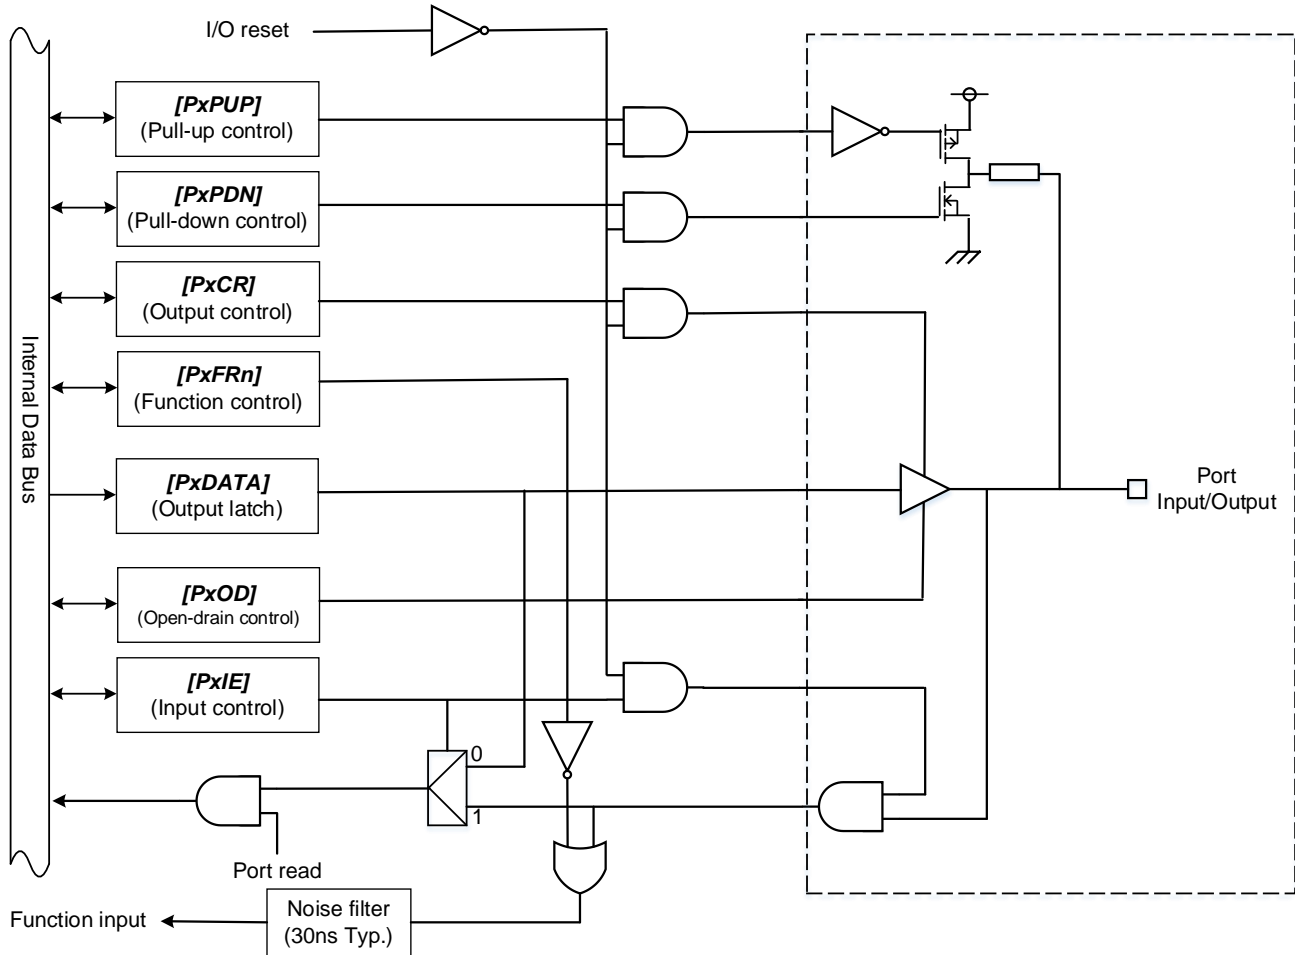 I/O reset
[PxPUP]
(Pull-up control)
[PxPDN]
(Pull-down control)
[PxCR]
(Output control)
[PxFRn]
(Function control)
Internal Data Bus
[PxDATA]
(Output latch)
Port
Input/Output
[PxOD]
(Open-drain control)
[PxIE]
(Input control)
0
1
Port read
Noise filter
(30ns Typ.)
Function input